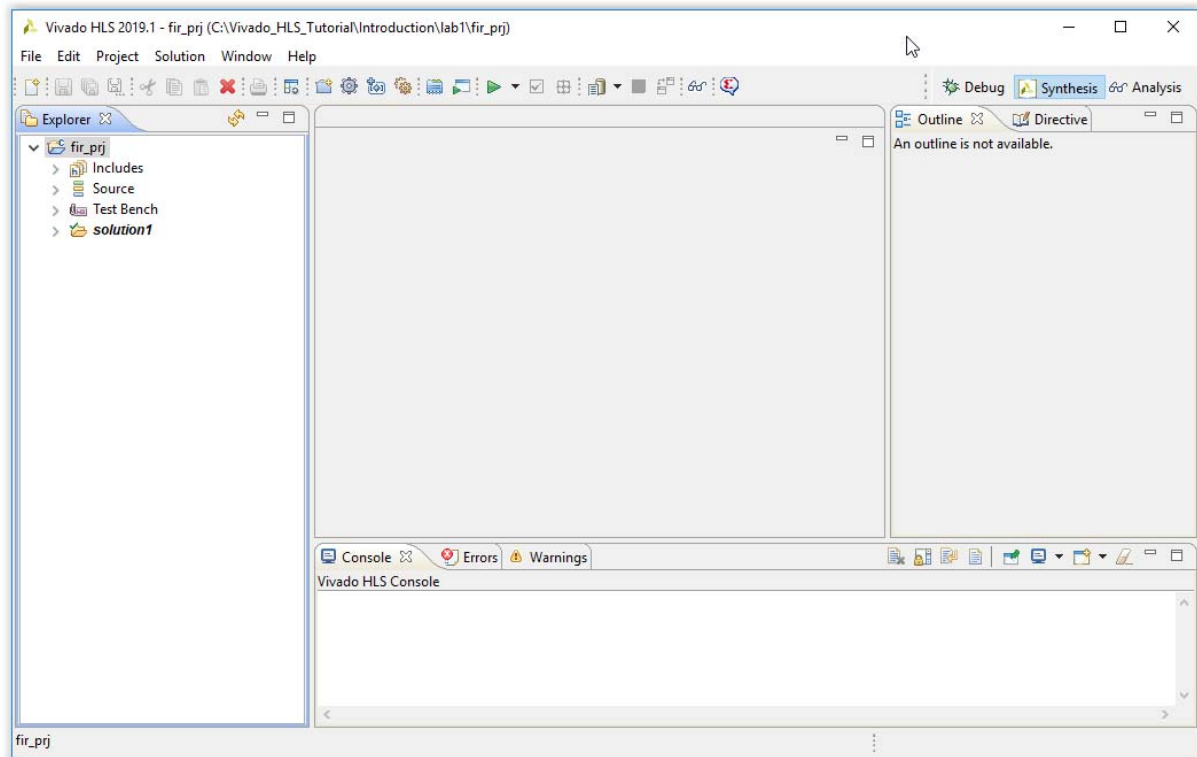 Vivado HLS 2019.1 - fir_prj (C:\Vivado_HLS_Tutorial\Introduction\lab1\fir_prj)
File Edit Project Solution Window Help
Debug Synthesis Analysis
Explorer
fir_prj
Includes
Source
Test Bench
solution1
Outline Directive
An outline is not available.
Console Errors Warnings
Vivado HLS Console
fir_prj